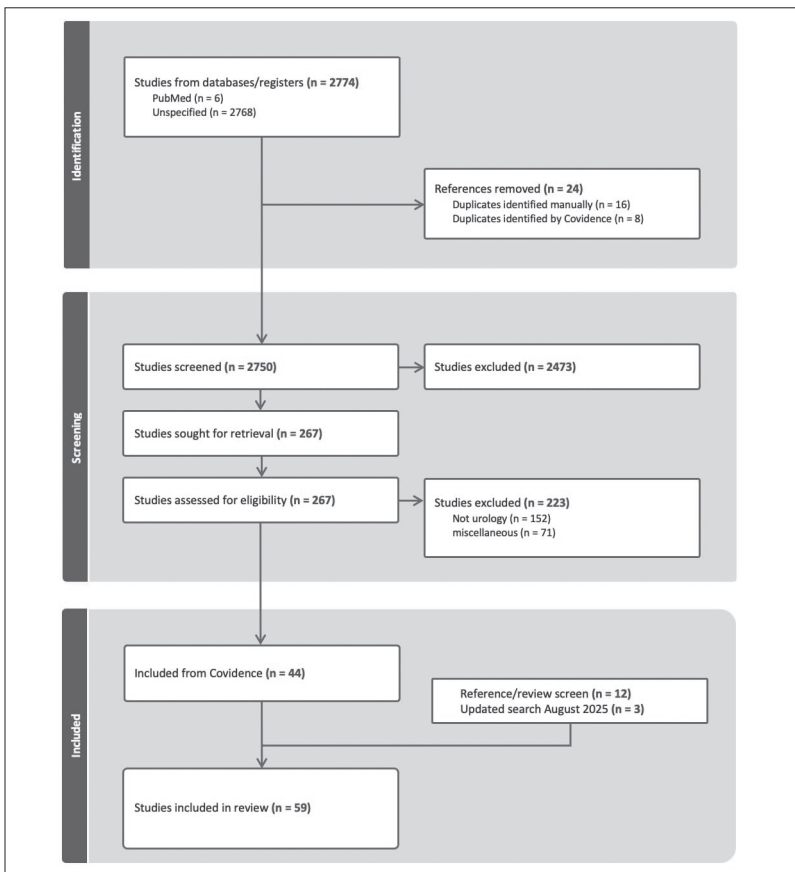 Identification
Studies from databases/registers (n = 2774)
PubMed (n = 6)
Unspecified (n = 2768)
References removed (n = 24)
Duplicates identified manually (n = 16)
Duplicates identified by Covidence (n = 8)
Screening
Studies screened (n = 2750)
Studies excluded (n = 2473)
Studies sought for retrieval (n = 267)
Studies assessed for eligibility (n = 267)
Studies excluded (n = 223)
Not urology (n = 152)
miscellaneous (n = 71)
Included
Included from Covidence (n = 44)
Reference/review screen (n = 12)
Updated search August 2025 (n = 3)
Studies included in review (n = 59)